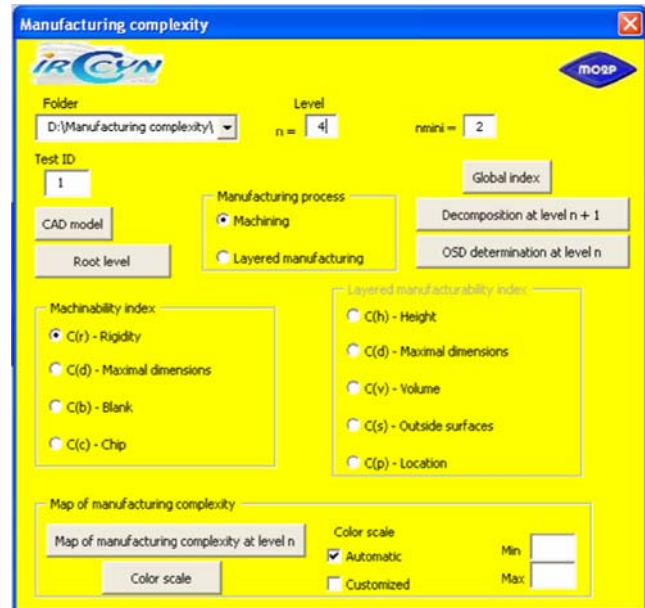 Manufacturing complexity
IRCCYN
MO2P
Folder
Level
D:\Manufacturing complexity\
n =
4
nmini =
2
Test ID
1
Global index
CAD model
Manufacturing process
Machining
Layered manufacturing
Decomposition at level n + 1
Root level
OSD determination at level n
Machinability index
C(r) - Rigidity
C(d) - Maximal dimensions
C(b) - Blank
C(c) - Chip
Layered manufacturability index
C(h) - Height
C(d) - Maximal dimensions
C(v) - Volume
C(s) - Outside surfaces
C(p) - Location
Map of manufacturing complexity
Map of manufacturing complexity at level n
Color scale
Color scale
Automatic
Customized
Min
Max